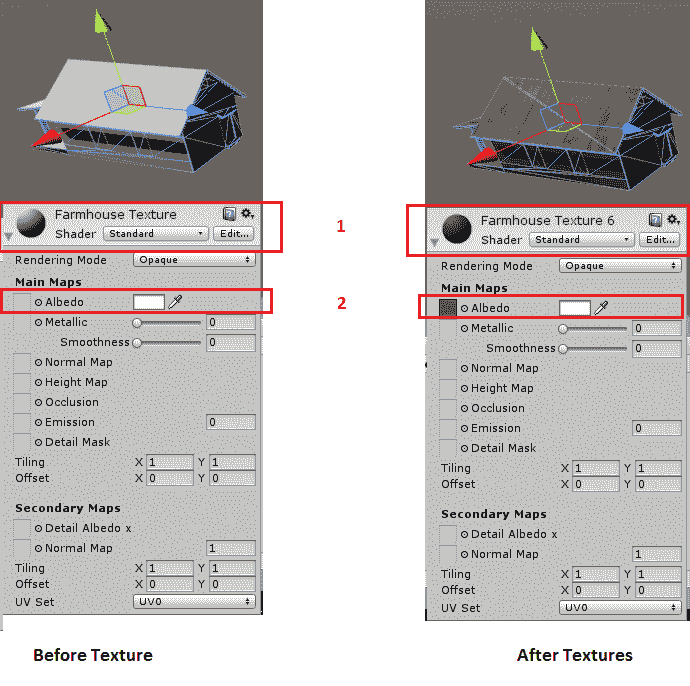 Farmhouse Texture
Shader Standard Edit...
Rendering Mode Opaque
Main Maps
Albedo
Metallic 0
Smoothness 0
Normal Map
Height Map
Occlusion
Emission 0
Detail Mask
Tiling X 1 Y 1
Offset X 0 Y 0
Secondary Maps
Detail Albedo x
Normal Map 1
Tiling X 1 Y 1
Offset X 0 Y 0
UV Set UV0
Before Texture
1
2
Farmhouse Texture 6
Shader Standard Edit...
Rendering Mode Opaque
Main Maps
Albedo
Metallic 0
Smoothness 0
Normal Map
Height Map
Occlusion
Emission 0
Detail Mask
Tiling X 1 Y 1
Offset X 0 Y 0
Secondary Maps
Detail Albedo x
Normal Map 1
Tiling X 1 Y 1
Offset X 0 Y 0
UV Set UV0
After Textures